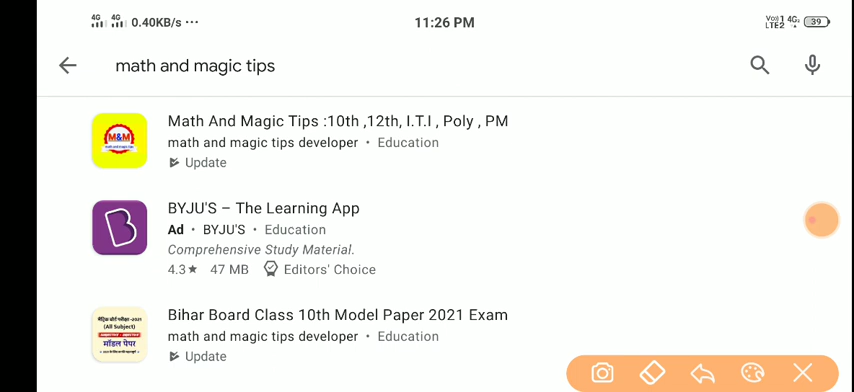 4G 4G 0.40KB/s ···
11:26 PM
39
math and magic tips
M&M
Math And Magic Tips :10th ,12th, I.T.I , Poly , PM
math and magic tips developer • Education
Update
BYJU'S – The Learning App
Ad • BYJU'S • Education
Comprehensive Study Material.
4.3★ 47 MB Editors' Choice
Bihar Board Class 10th Model Paper 2021 Exam
(All Subject)
मॉडल पेपर
math and magic tips developer • Education
Update